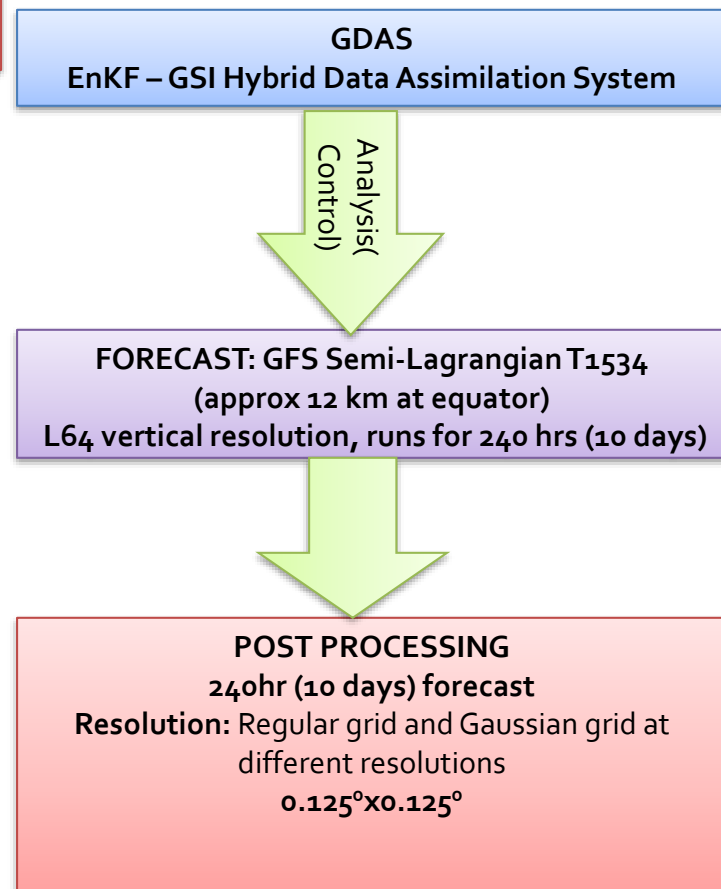 GDAS
EnKF – GSI Hybrid Data Assimilation System
Analysis(
Control)
FORECAST: GFS Semi-Lagrangian T1534
(approx 12 km at equator)
L64 vertical resolution, runs for 240 hrs (10 days)
POST PROCESSING
240hr (10 days) forecast
Resolution: Regular grid and Gaussian grid at
different resolutions
0.125°x0.125°